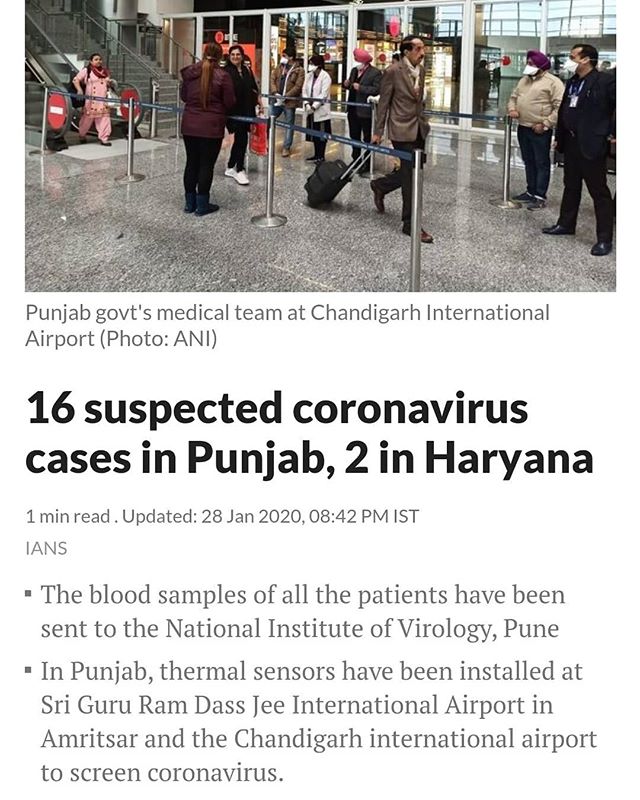 Punjab govt's medical team at Chandigarh International
Airport (Photo: ANI)
16 suspected coronavirus
cases in Punjab, 2 in Haryana
1 min read . Updated: 28 Jan 2020, 08:42 PM IST
IANS
▪ The blood samples of all the patients have been
sent to the National Institute of Virology, Pune
▪ In Punjab, thermal sensors have been installed at
Sri Guru Ram Dass Jee International Airport in
Amritsar and the Chandigarh international airport
to screen coronavirus.